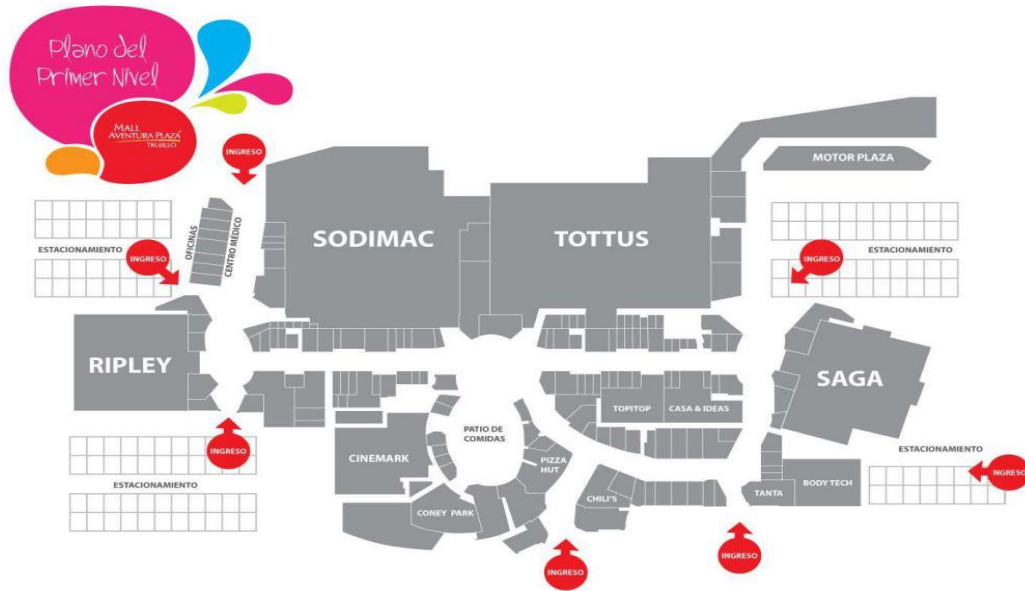 Plano del
Primer Nivel
MALL
AVENTURA PLAZA
TRUJILLO
INGRESO
MOTOR PLAZA
OFICINAS
CENTRO MÉDICO
SODIMAC
TOTTUS
ESTACIONAMIENTO
INGRESO
ESTACIONAMIENTO
INGRESO
RIPLEY
SAGA
TOPITOP
CASA & IDEAS
PATIO DE
COMIDAS
INGRESO
CINEMARK
PIZZA
HUT
ESTACIONAMIENTO
INGRESO
BODY TECH
TANTA
CHILI'S
ESTACIONAMIENTO
CONEY PARK
INGRESO
INGRESO